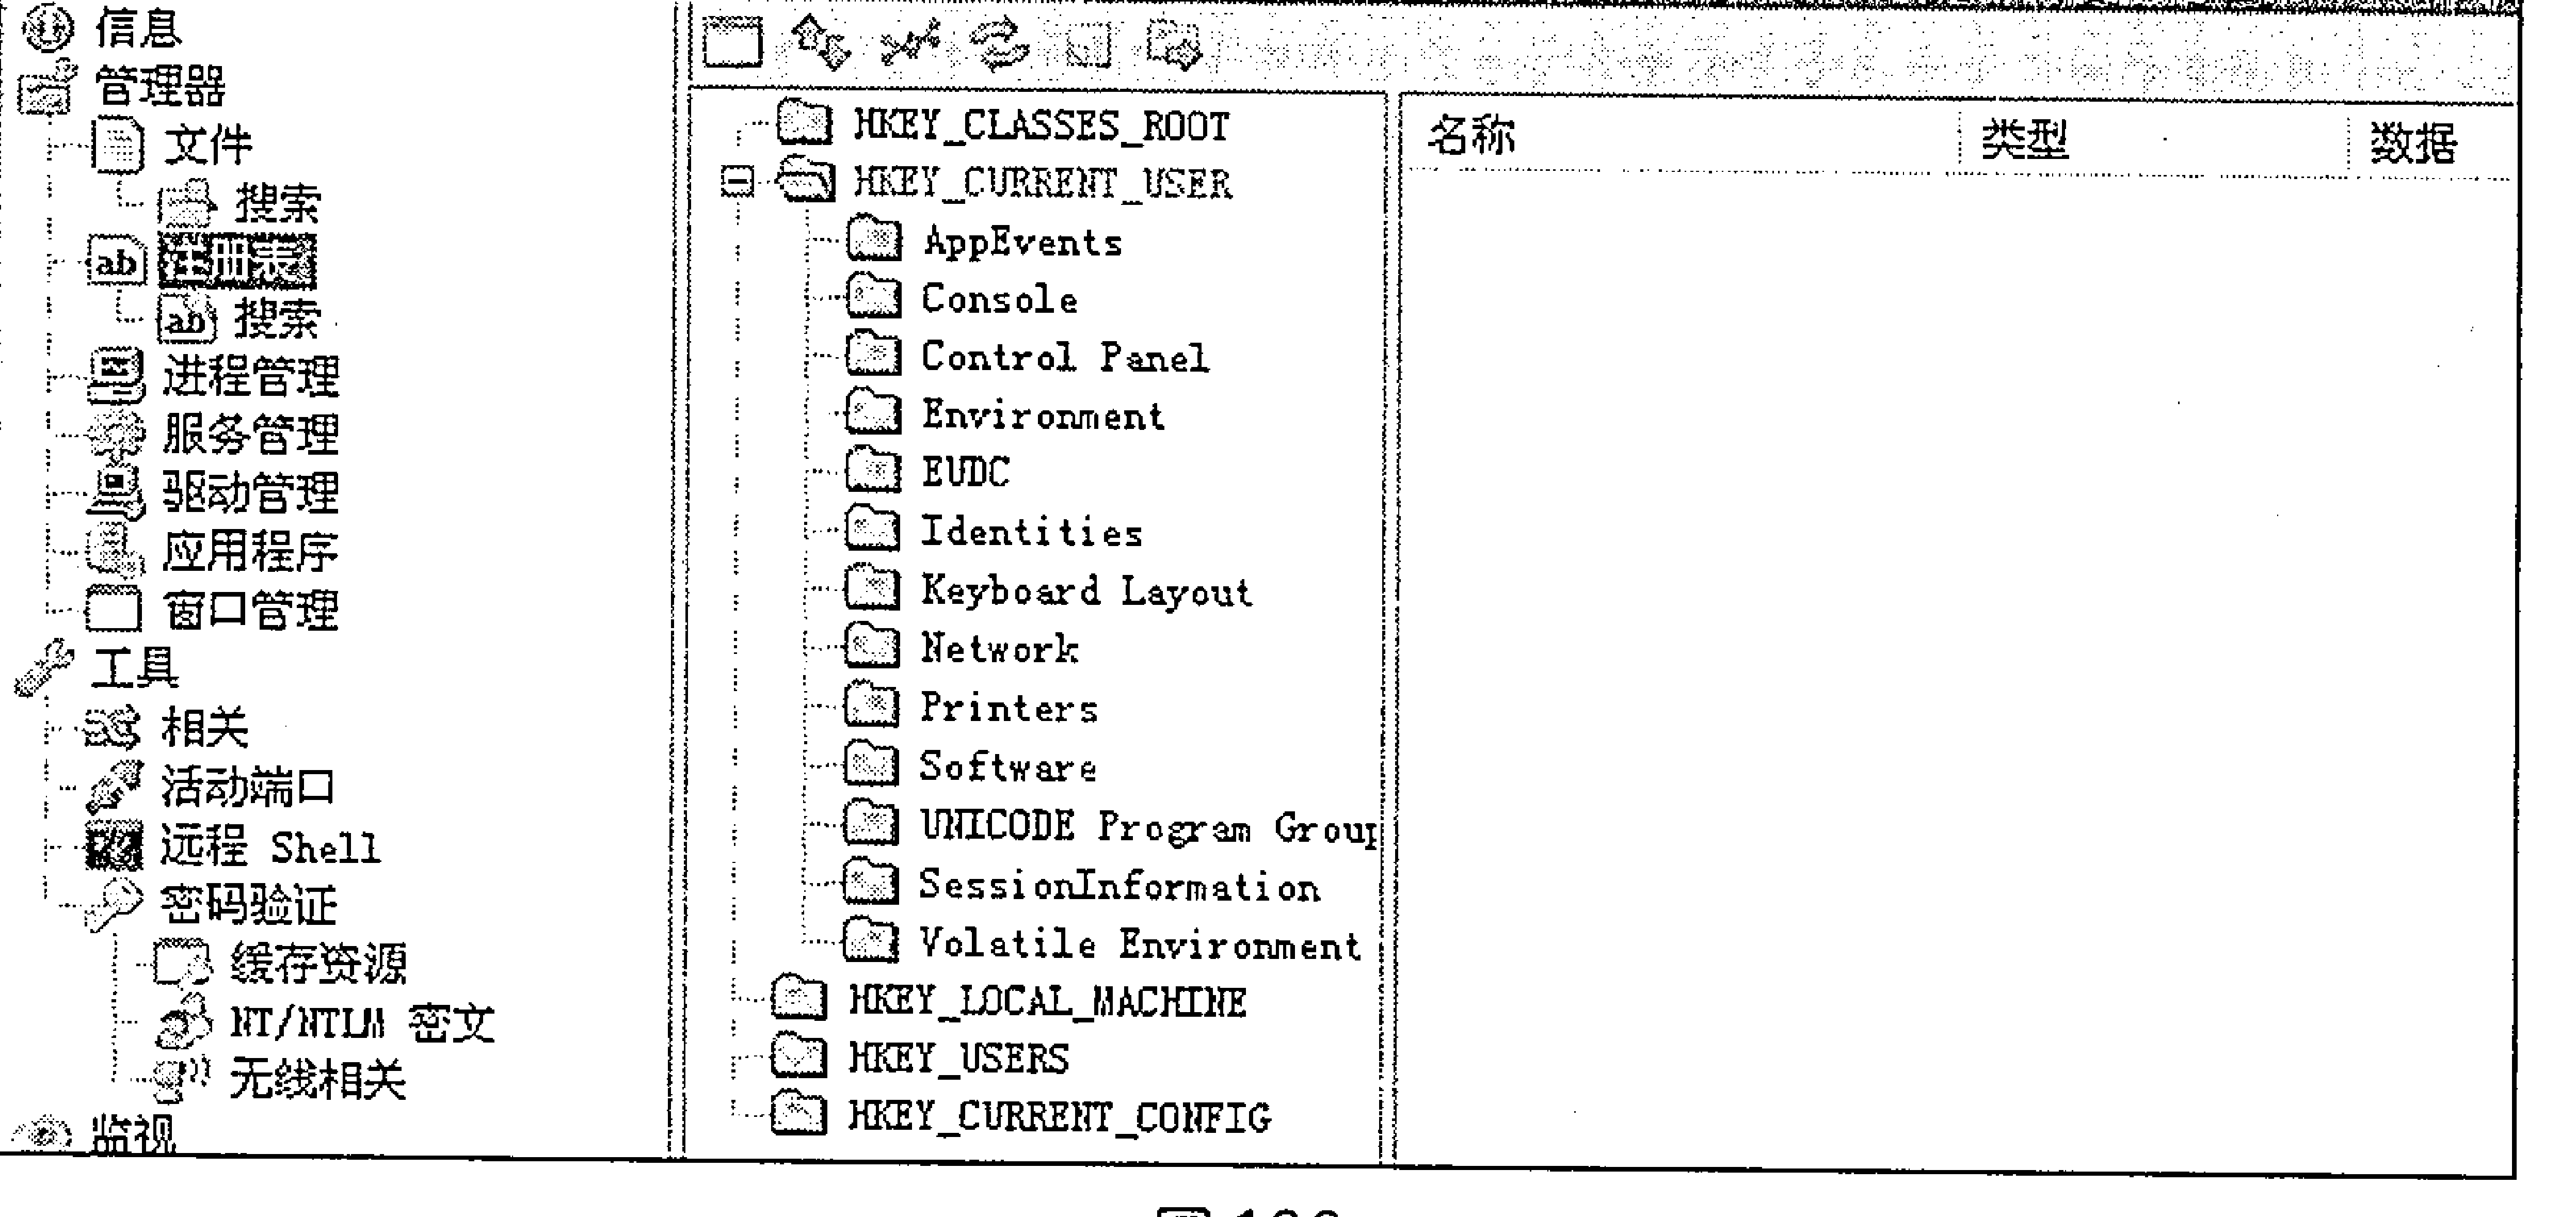 信息
管理器
文件
搜索
注册表
搜索
进程管理
服务管理
驱动管理
应用程序
窗口管理
工具
相关
活动端口
远程 Shell
密码验证
缓存资源
NT/NTLM 密文
无线相关
监视
HKEY_CLASSES_ROOT
HKEY_CURRENT_USER
AppEvents
Console
Control Panel
Environment
EUDC
Identities
Keyboard Layout
Network
Printers
Software
UNICODE Program Group
SessionInformation
Volatile Environment
HKEY_LOCAL_MACHINE
HKEY_USERS
HKEY_CURRENT_CONFIG
名称 类型 数据